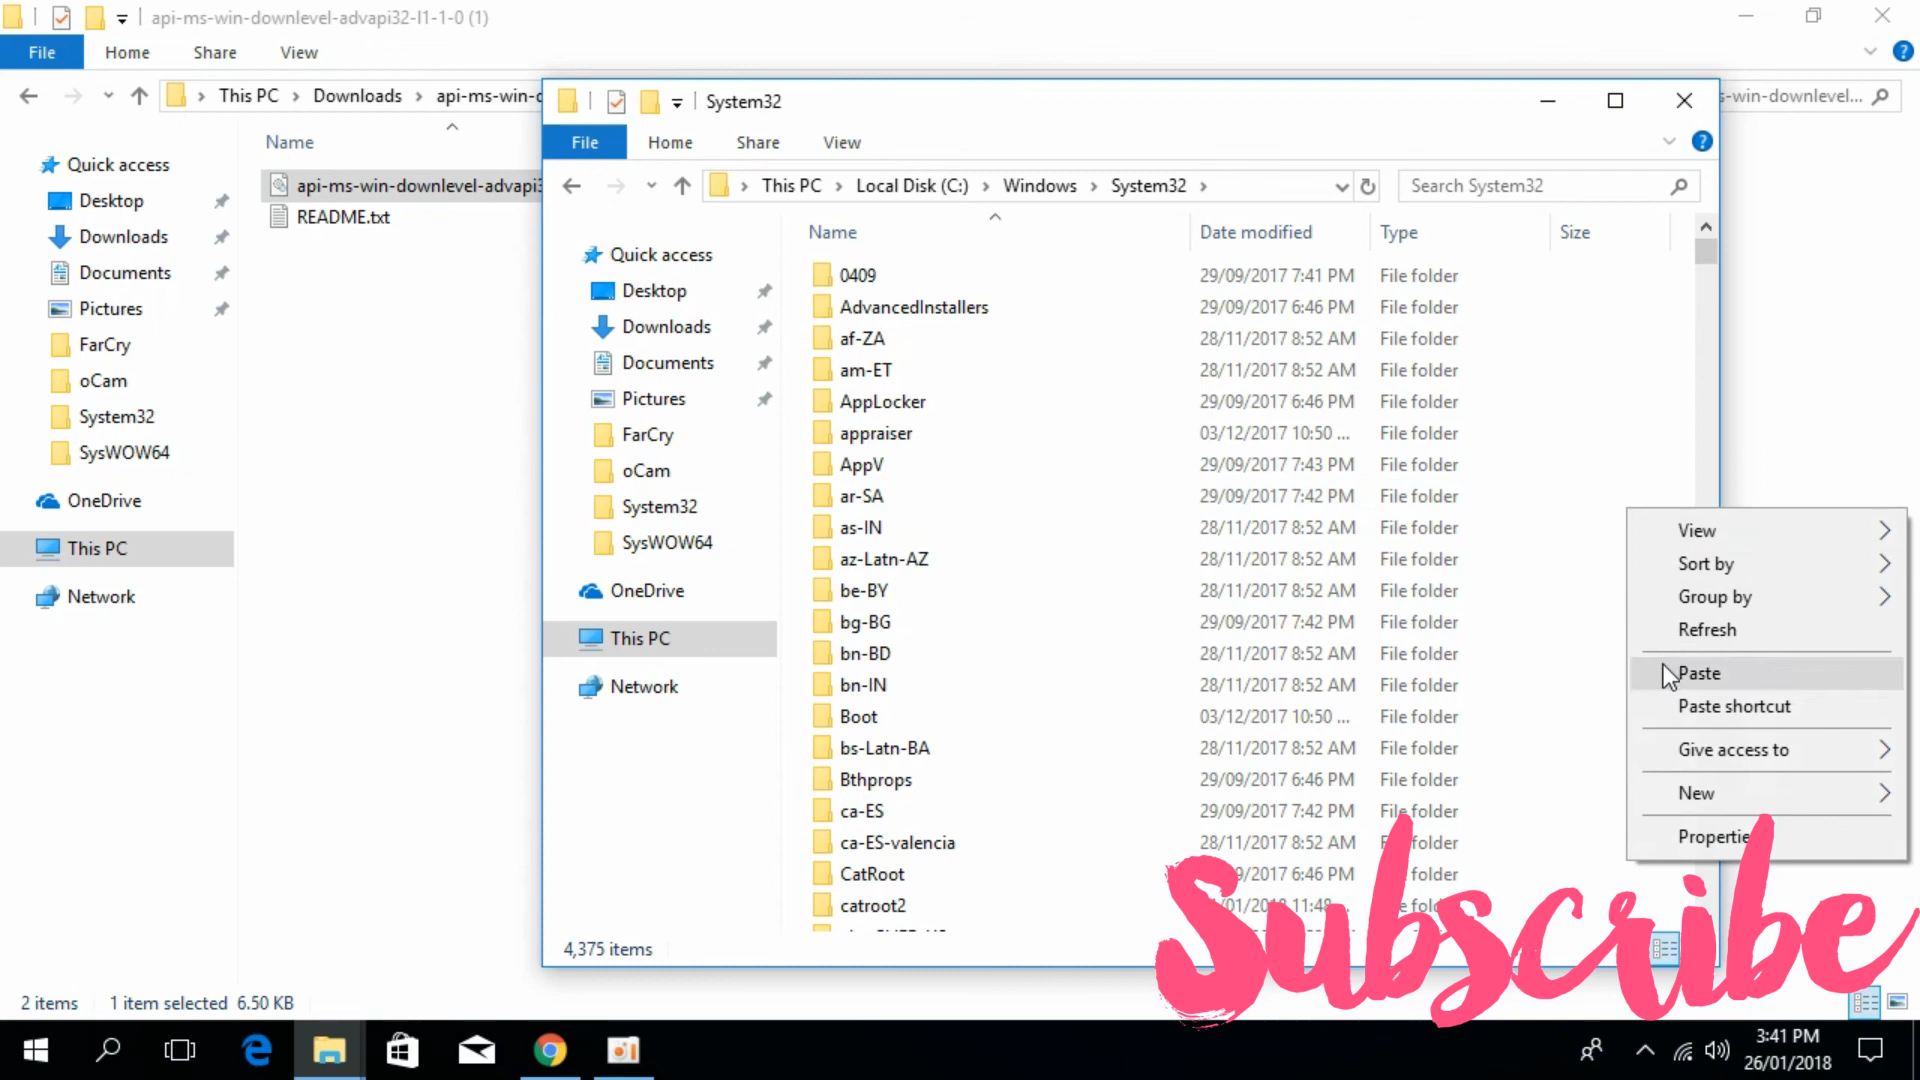 api-ms-win-downlevel-advapi32-l1-1-0 (1)
File Home Share View
This PC Downloads api-ms-win-d
s-win-downlevel...
Name
Quick access
Desktop
Downloads
Documents
Pictures
FarCry
oCam
System32
SysWOW64
OneDrive
This PC
Network
api-ms-win-downlevel-advapi3
README.txt
2 items 1 item selected 6.50 KB
System32
File Home Share View
This PC Local Disk (C:) Windows System32
Search System32
Quick access
Desktop
Downloads
Documents
Pictures
FarCry
oCam
System32
SysWOW64
OneDrive
This PC
Network
Name Date modified Type Size
0409 29/09/2017 7:41 PM File folder
AdvancedInstallers 29/09/2017 6:46 PM File folder
af-ZA 28/11/2017 8:52 AM File folder
am-ET 28/11/2017 8:52 AM File folder
AppLocker 29/09/2017 6:46 PM File folder
appraiser 03/12/2017 10:50 ... File folder
AppV 29/09/2017 7:43 PM File folder
ar-SA 29/09/2017 7:42 PM File folder
as-IN 28/11/2017 8:52 AM File folder
az-Latn-AZ 28/11/2017 8:52 AM File folder
be-BY 28/11/2017 8:52 AM File folder
bg-BG 29/09/2017 7:42 PM File folder
bn-BD 28/11/2017 8:52 AM File folder
bn-IN 28/11/2017 8:52 AM File folder
Boot 03/12/2017 10:50 ... File folder
bs-Latn-BA 28/11/2017 8:52 AM File folder
Bthprops 29/09/2017 6:46 PM File folder
ca-ES 29/09/2017 7:42 PM File folder
ca-ES-valencia 28/11/2017 8:52 AM File folder
CatRoot 9/2017 6:46 PM File folder
catroot2 01/2018 11:48
4,375 items
View
Sort by
Group by
Refresh
Paste
Paste shortcut
Give access to
New
Propertie
Subscribe
3:41 PM
26/01/2018